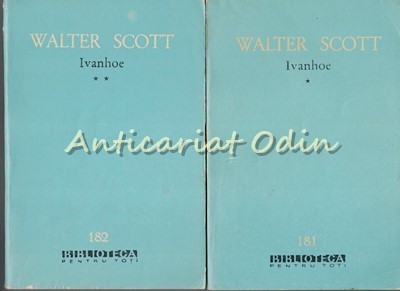 WALTER SCOTT
Ivanhoe
**
182
BIBLIOTECA
PENTRU TOTI
WALTER SCOTT
Ivanhoe
*
181
BIBLIOTECA
PENTRU TOTI
Anticariat Odin